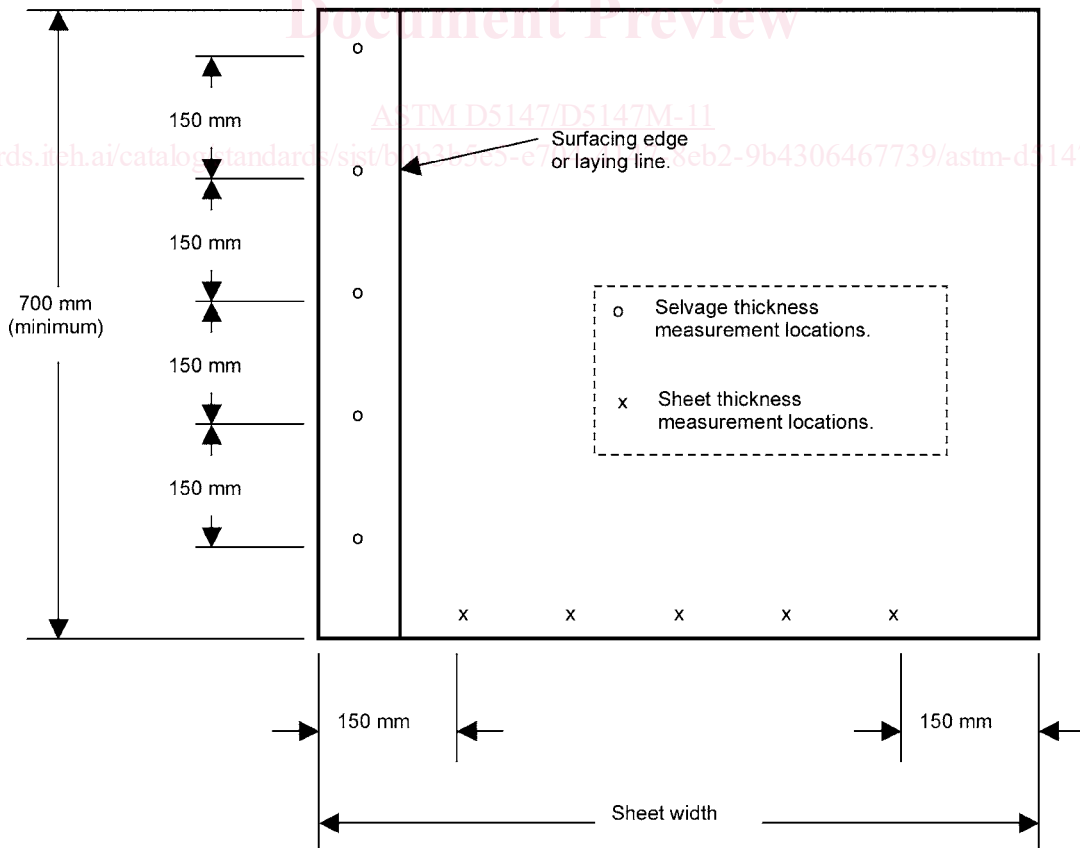 Document Preview
o
150 mm
ASTM D5147/D5147M-11
Surfacing edge
or laying line.
o
150 mm
o
o
Selvage thickness
measurement locations.
700 mm
(minimum)
150 mm
x
Sheet thickness
measurement locations.
o
150 mm
o
x x x x x
150 mm
150 mm
Sheet width